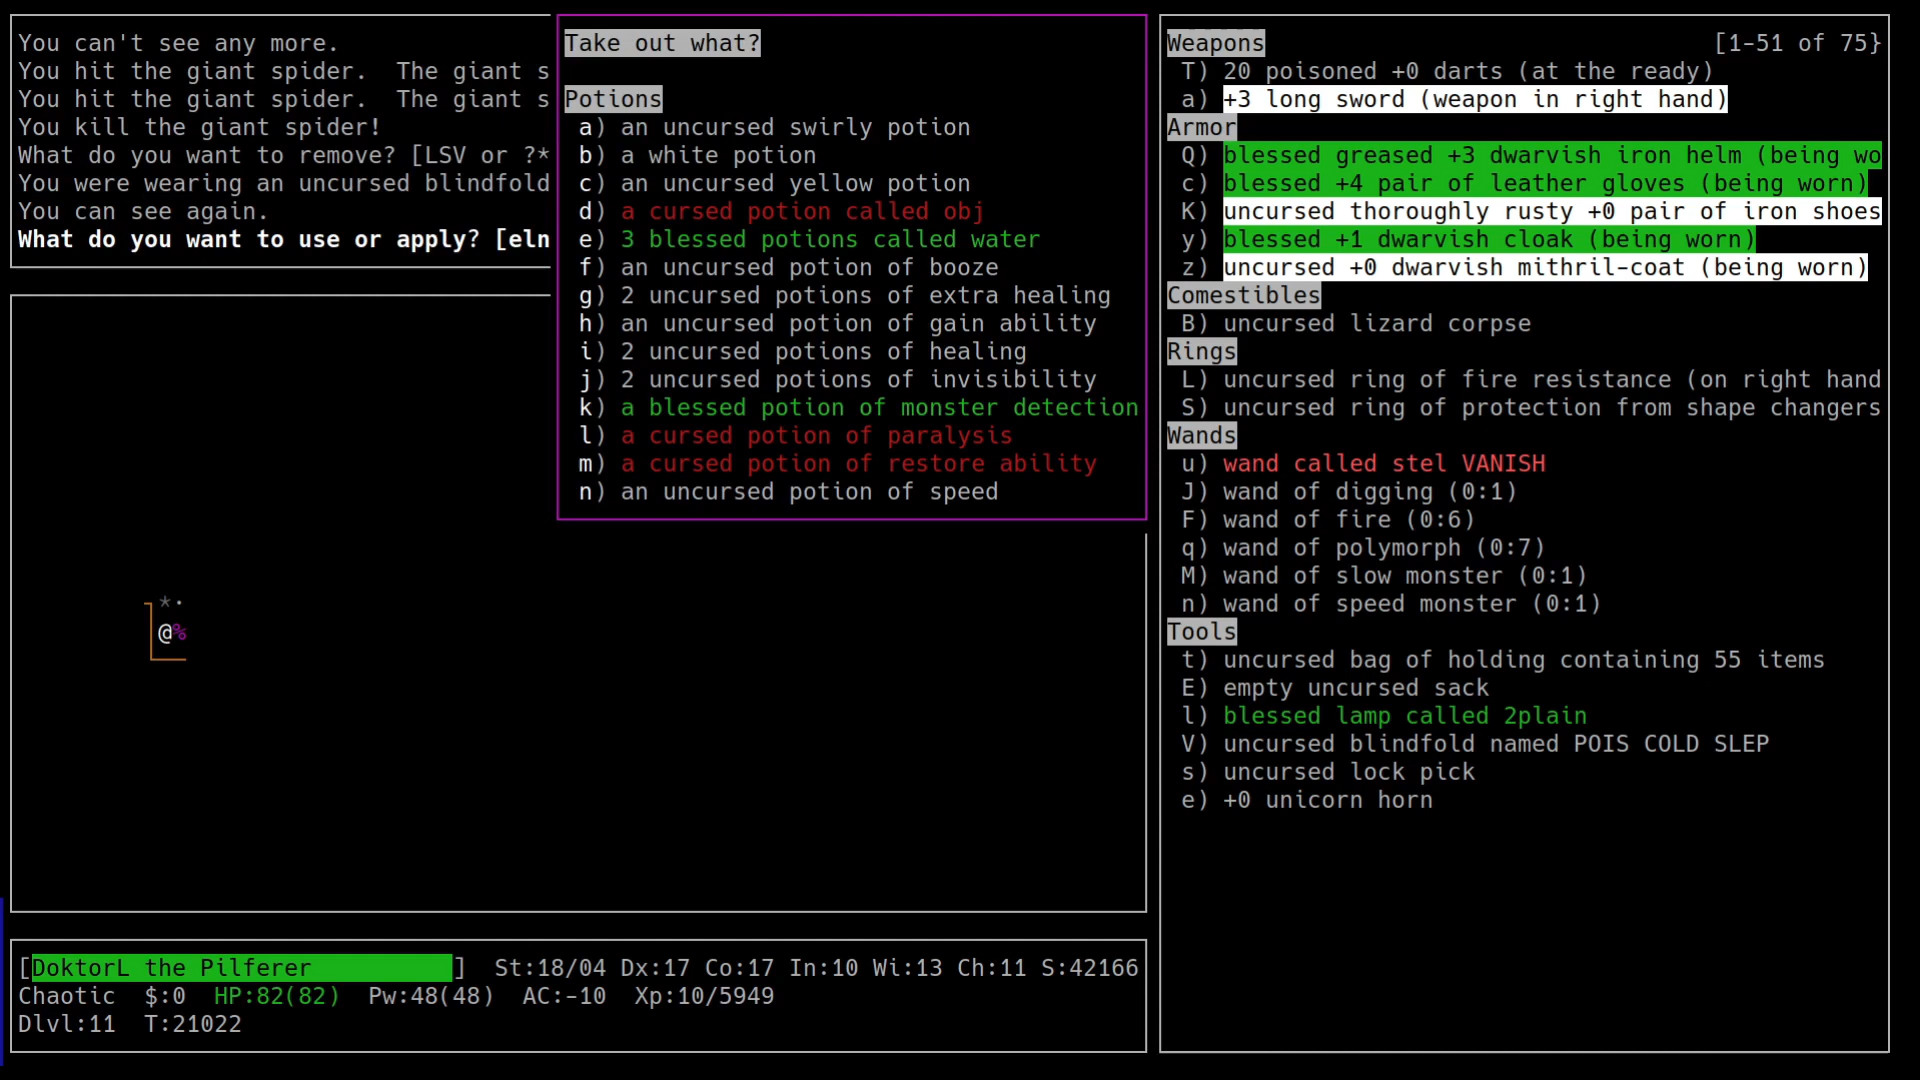 You can't see any more.
You hit the giant spider.  The giant s
You hit the giant spider.  The giant s
You kill the giant spider!
What do you want to remove? [LSV or ?*
You were wearing an uncursed blindfold
You can see again.
What do you want to use or apply? [eln
Take out what?
Potions
a) an uncursed swirly potion
b) a white potion
c) an uncursed yellow potion
d) a cursed potion called obj
e) 3 blessed potions called water
f) an uncursed potion of booze
g) 2 uncursed potions of extra healing
h) an uncursed potion of gain ability
i) 2 uncursed potions of healing
j) 2 uncursed potions of invisibility
k) a blessed potion of monster detection
l) a cursed potion of paralysis
m) a cursed potion of restore ability
n) an uncursed potion of speed
*·
@%
[DoktorL the Pilferer          ]  St:18/04 Dx:17 Co:17 In:10 Wi:13 Ch:11 S:42166
Chaotic  $:0  HP:82(82)  Pw:48(48)  AC:-10  Xp:10/5949
Dlvl:11  T:21022
Weapons [1-51 of 75}
T) 20 poisoned +0 darts (at the ready)
a) +3 long sword (weapon in right hand)
Armor
Q) blessed greased +3 dwarvish iron helm (being wo
c) blessed +4 pair of leather gloves (being worn)
K) uncursed thoroughly rusty +0 pair of iron shoes
y) blessed +1 dwarvish cloak (being worn)
z) uncursed +0 dwarvish mithril-coat (being worn)
Comestibles
B) uncursed lizard corpse
Rings
L) uncursed ring of fire resistance (on right hand
S) uncursed ring of protection from shape changers
Wands
u) wand called stel VANISH
J) wand of digging (0:1)
F) wand of fire (0:6)
q) wand of polymorph (0:7)
M) wand of slow monster (0:1)
n) wand of speed monster (0:1)
Tools
t) uncursed bag of holding containing 55 items
E) empty uncursed sack
l) blessed lamp called 2plain
V) uncursed blindfold named POIS COLD SLEP
s) uncursed lock pick
e) +0 unicorn horn